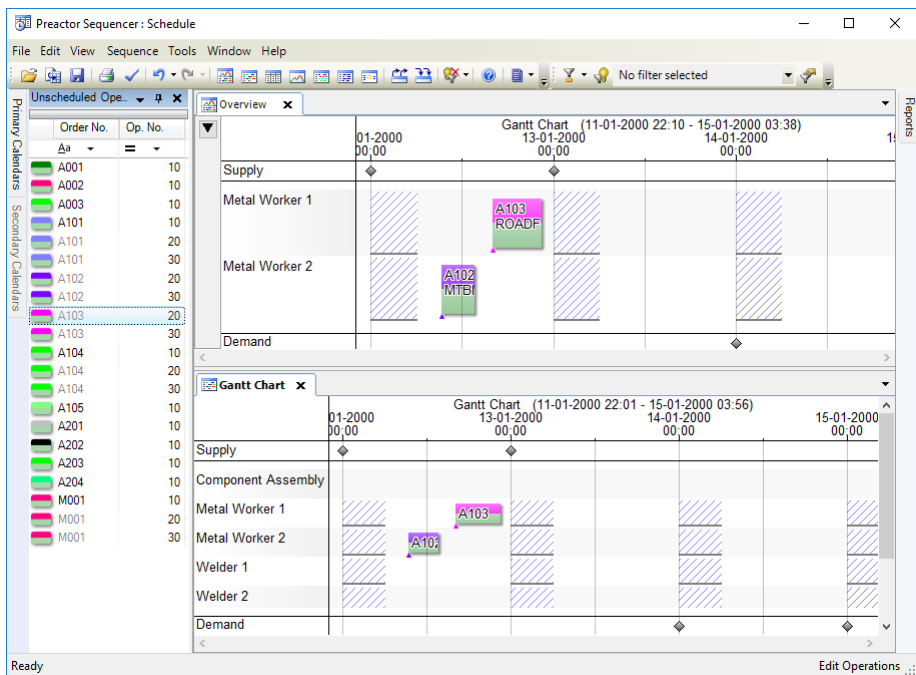 Preactor Sequencer : Schedule
File Edit View Sequence Tools Window Help
No filter selected
Primary Calendars
Secondary Calendars
Unscheduled Ope...
Order No. Op. No.
Aa =
A001 10
A002 10
A003 10
A101 10
A101 20
A101 30
A102 20
A102 30
A103 20
A103 30
A104 10
A104 20
A104 30
A105 10
A201 10
A202 10
A203 10
A204 10
M001 10
M001 20
M001 30
Overview
Gantt Chart (11-01-2000 22:10 - 15-01-2000 03:38)
01-2000 13-01-2000 14-01-2000 1
00:00 00:00 00:00
Supply
Metal Worker 1
A103
ROADF
Metal Worker 2
A102
MTB
Demand
Gantt Chart
Gantt Chart (11-01-2000 22:01 - 15-01-2000 03:56)
01-2000 13-01-2000 14-01-2000 15-01-2000
00:00 00:00 00:00 00:00
Supply
Component Assembly
Metal Worker 1
A103
Metal Worker 2
A102
Welder 1
Welder 2
Demand
Reports
Ready
Edit Operations